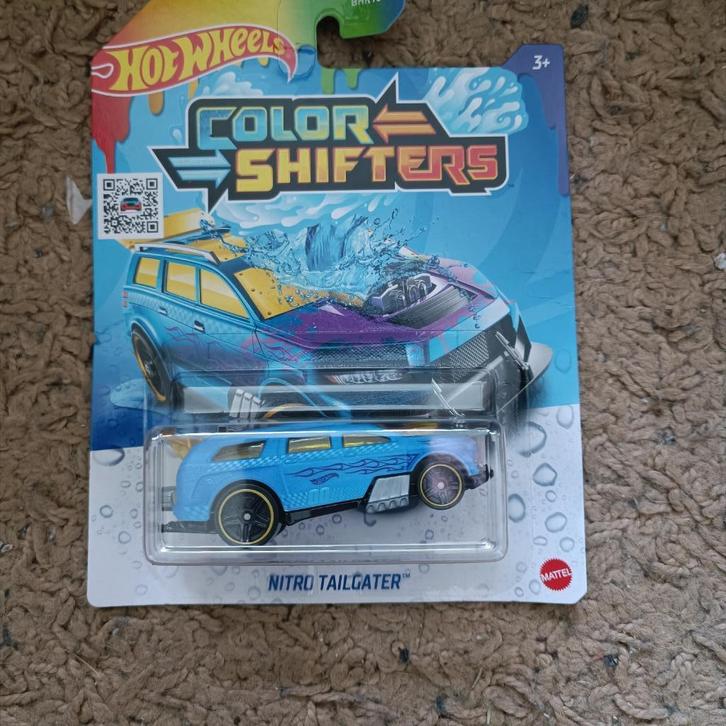 HOT WHEELS
3+
COLOR
SHIFTERS
NITRO TAILGATER™
MATTEL